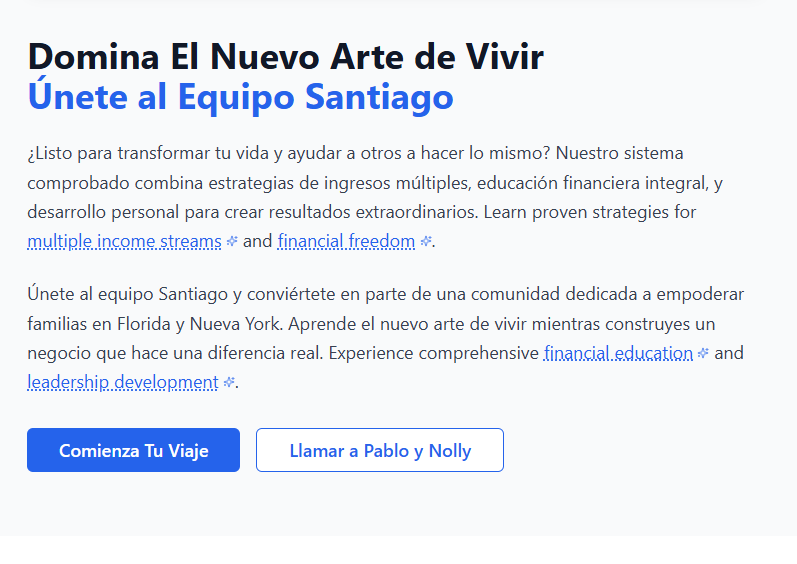 Domina El Nuevo Arte de Vivir
Únete al Equipo Santiago
¿Listo para transformar tu vida y ayudar a otros a hacer lo mismo? Nuestro sistema
comprobado combina estrategias de ingresos múltiples, educación financiera integral, y
desarrollo personal para crear resultados extraordinarios. Learn proven strategies for
multiple income streams and financial freedom.
Únete al equipo Santiago y conviértete en parte de una comunidad dedicada a empoderar
familias en Florida y Nueva York. Aprende el nuevo arte de vivir mientras construyes un
negocio que hace una diferencia real. Experience comprehensive financial education and
leadership development.
Comienza Tu Viaje
Llamar a Pablo y Nolly